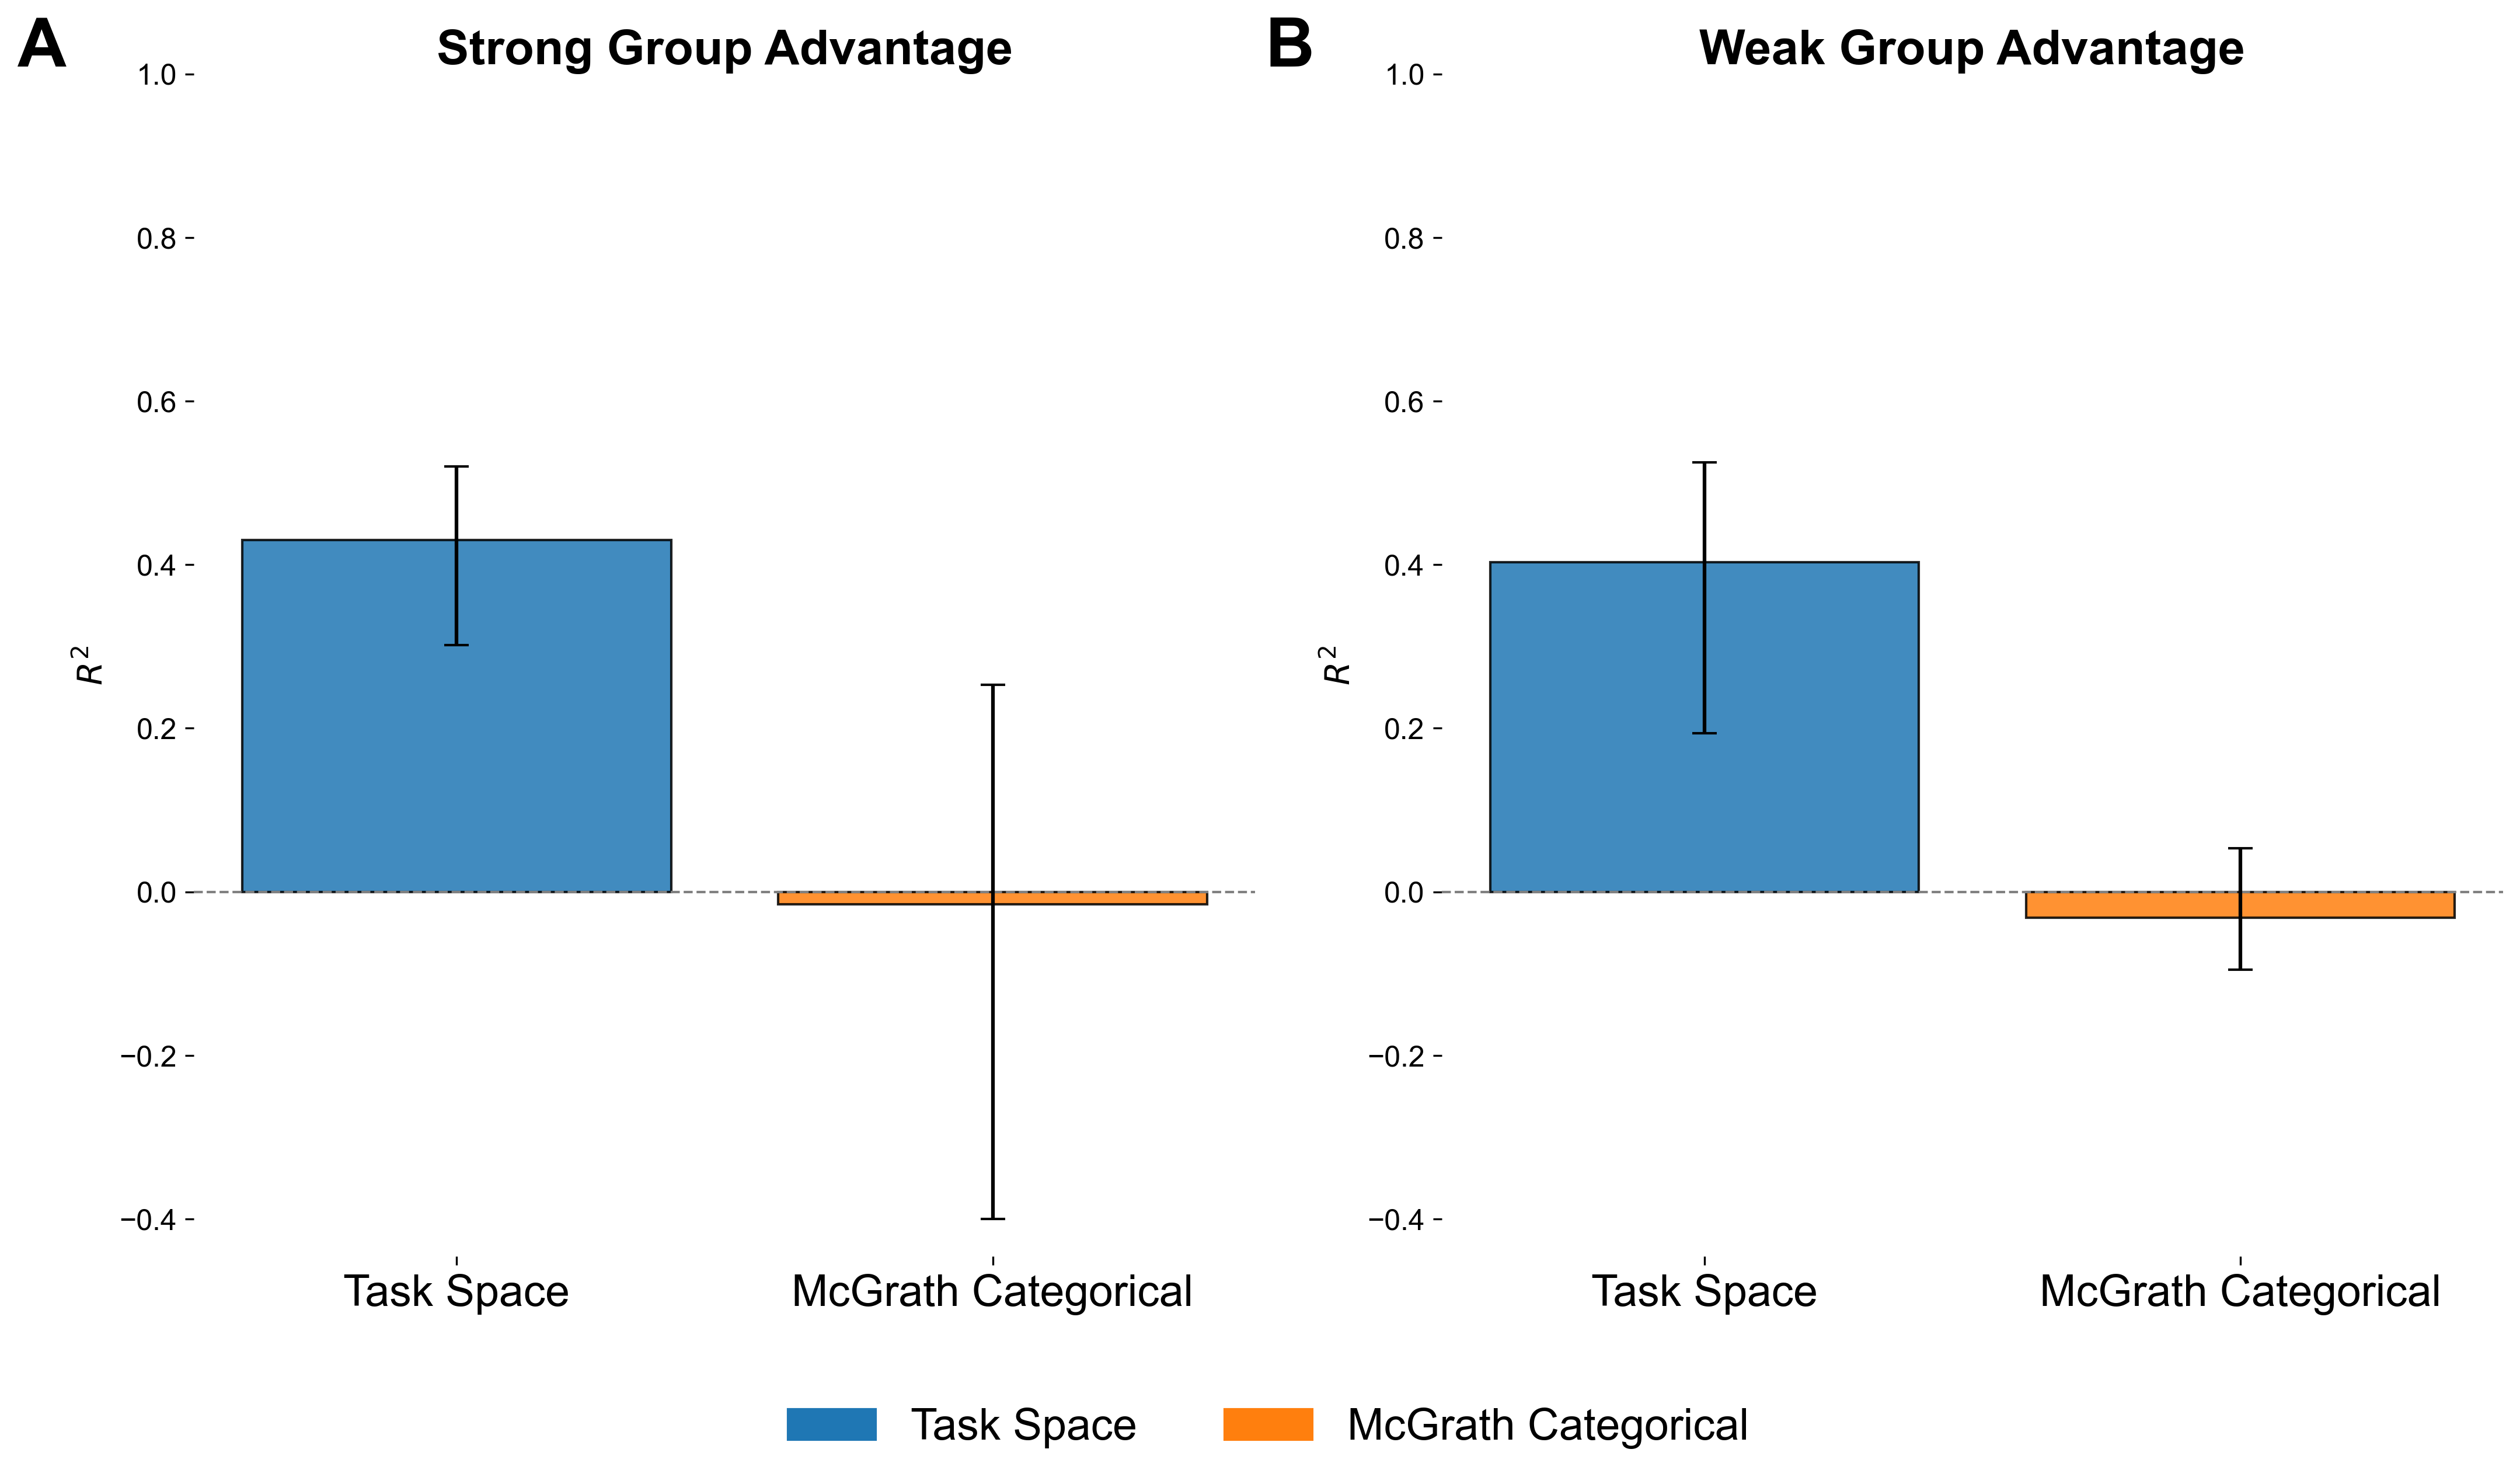 A
Strong Group Advantage
1.0
0.8
0.6
0.4
0.2
0.0
−0.2
−0.4
R²
Task Space
McGrath Categorical
B
Weak Group Advantage
1.0
0.8
0.6
0.4
0.2
0.0
−0.2
−0.4
R²
Task Space
McGrath Categorical
Task Space
McGrath Categorical